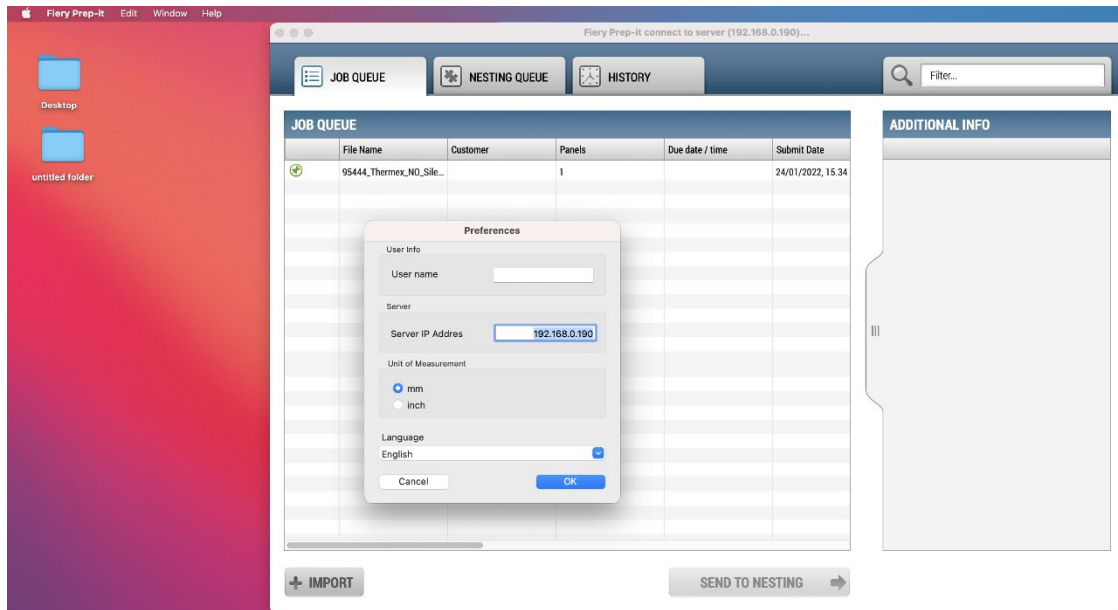 Fiery Prep-it Edit Window Help
Fiery Prep-it connect to server (192.168.0.190)...
Desktop
untitled folder
JOB QUEUE NESTING QUEUE HISTORY Filter...
JOB QUEUE
File Name Customer Panels Due date / time Submit Date
95444_Thermex_NO_Sile... 1 24/01/2022, 15.34
ADDITIONAL INFO
Preferences
User Info
User name
Server
Server IP Addres 192.168.0.190
Unit of Measurement
mm
inch
Language
English
Cancel OK
IMPORT SEND TO NESTING